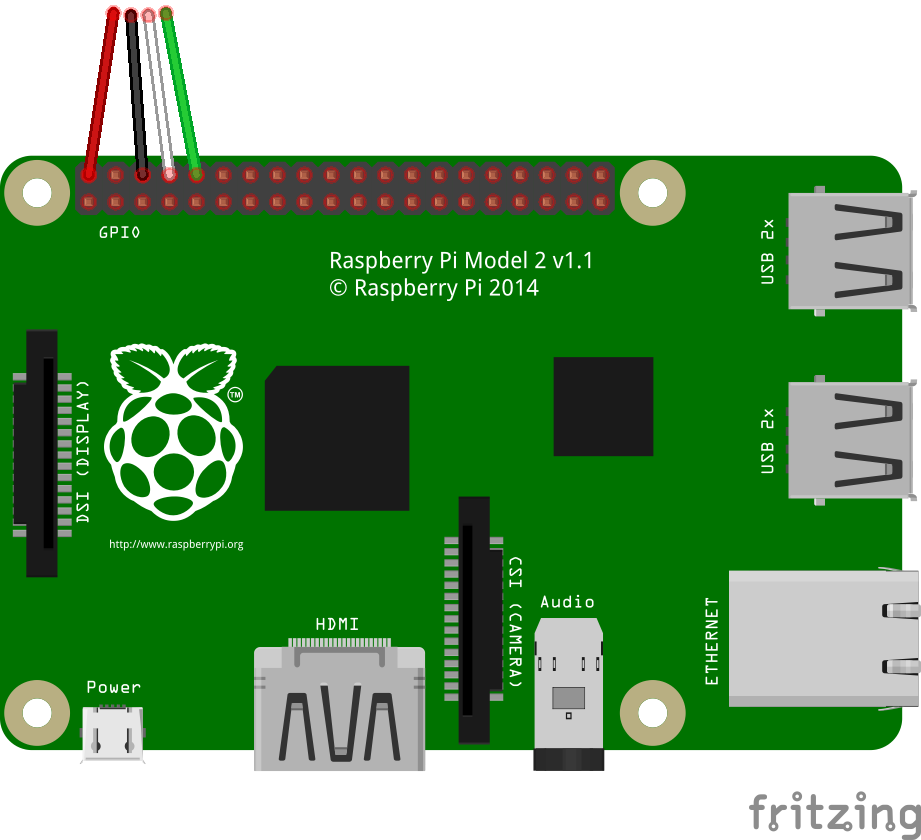 GPIO
Raspberry Pi Model 2 v1.1
© Raspberry Pi 2014
USB 2x
DSI (DISPLAY)
TM
USB 2x
http://www.raspberrypi.org
CSI (CAMERA)
Audio
ETHERNET
HDMI
Power
fritzing